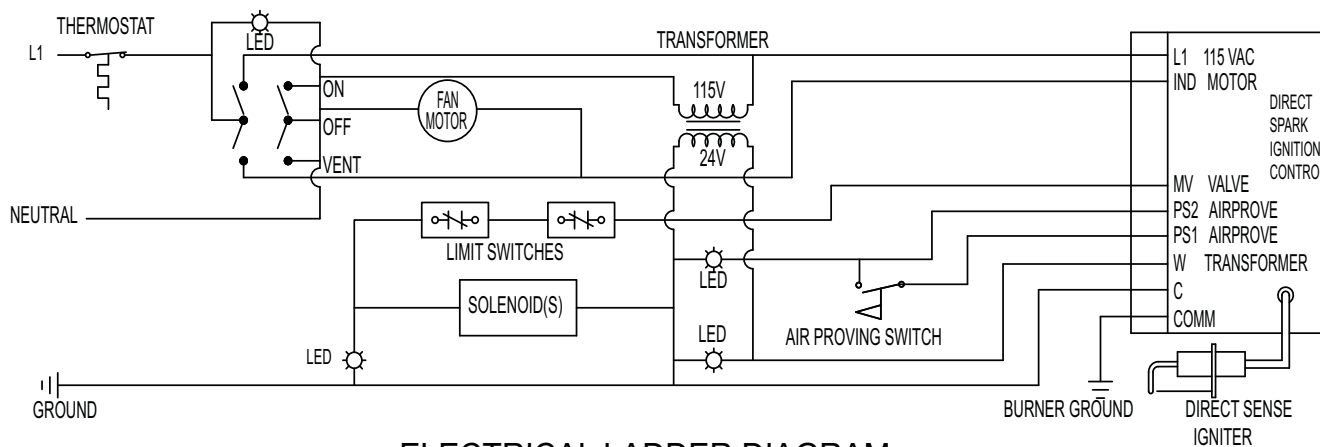 THERMOSTAT
L1
LED
TRANSFORMER
L1 115 VAC
IND MOTOR
ON
FAN
MOTOR
115V
DIRECT
SPARK
IGNITION
CONTRO
OFF
24V
VENT
MV VALVE
NEUTRAL
PS2 AIRPROVE
PS1 AIRPROVE
LIMIT SWITCHES
W TRANSFORMER
LED
C
SOLENOID(S)
COMM
LED
AIR PROVING SWITCH
LED
GROUND
BURNER GROUND
DIRECT SENSE
IGNITER
ELECTRICAL LADDER DIAGRAM